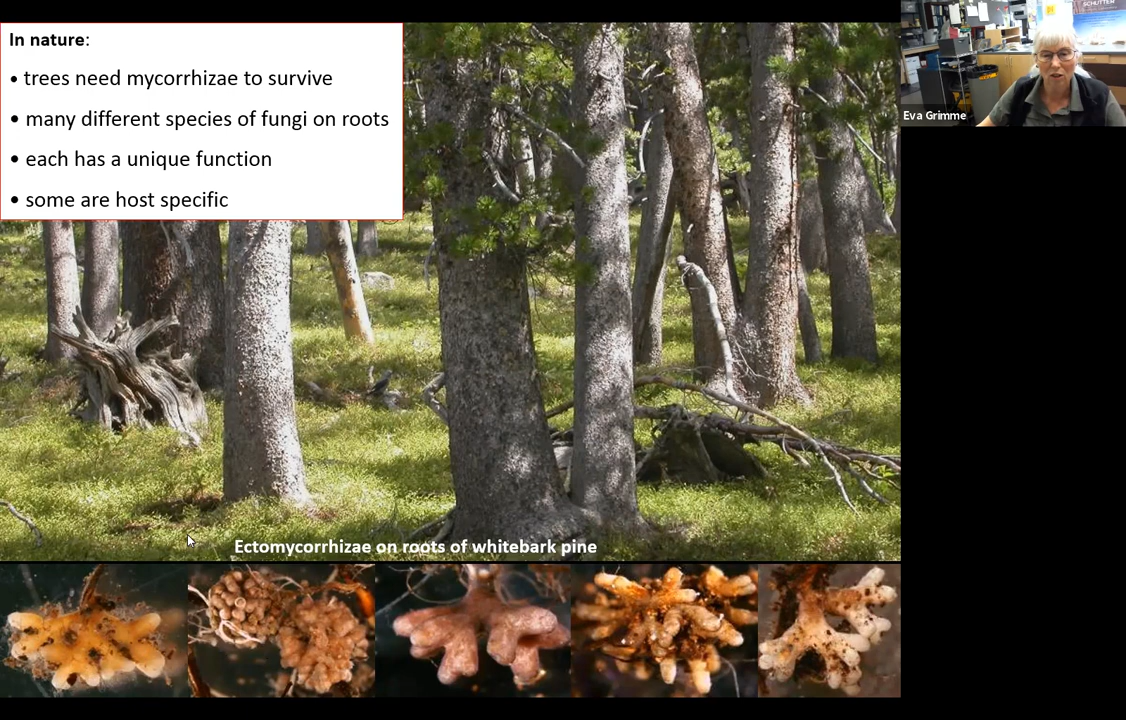 In nature:
• trees need mycorrhizae to survive
• many different species of fungi on roots
• each has a unique function
• some are host specific
SCHUTTER
Eva Grimme
Ectomycorrhizae on roots of whitebark pine